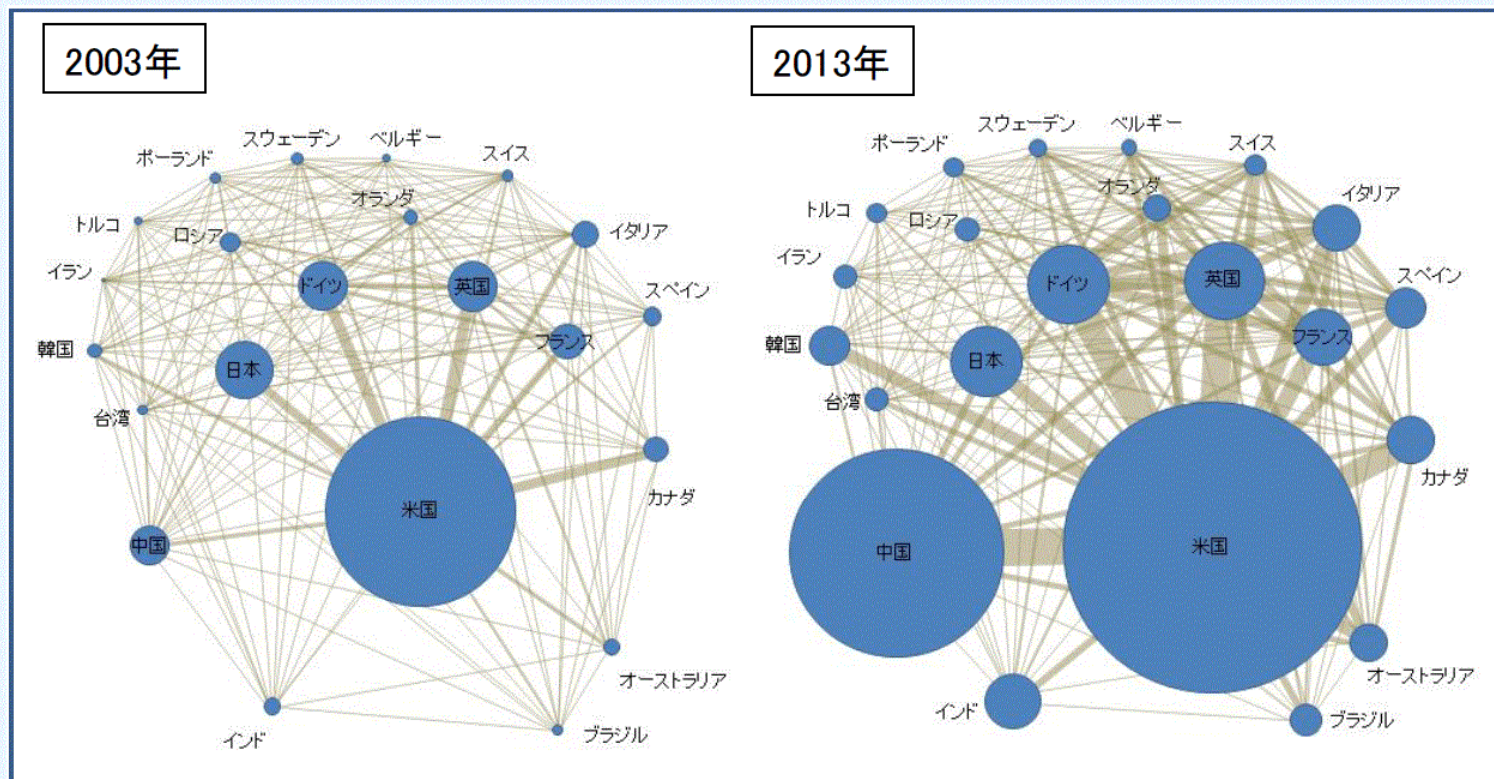 2003年
スウェーデン
ベルギー
ポーランド
スイス
オランダ
トルコ
ロシア
イタリア
イラン
ドイツ
英国
スペイン
韓国
フランス
日本
台湾
カナダ
米国
中国
オーストラリア
インド
ブラジル
2013年
スウェーデン
ベルギー
ポーランド
スイス
オランダ
イタリア
トルコ
ロシア
イラン
ドイツ
英国
スペイン
韓国
フランス
日本
台湾
カナダ
中国
米国
オーストラリア
インド
ブラジル